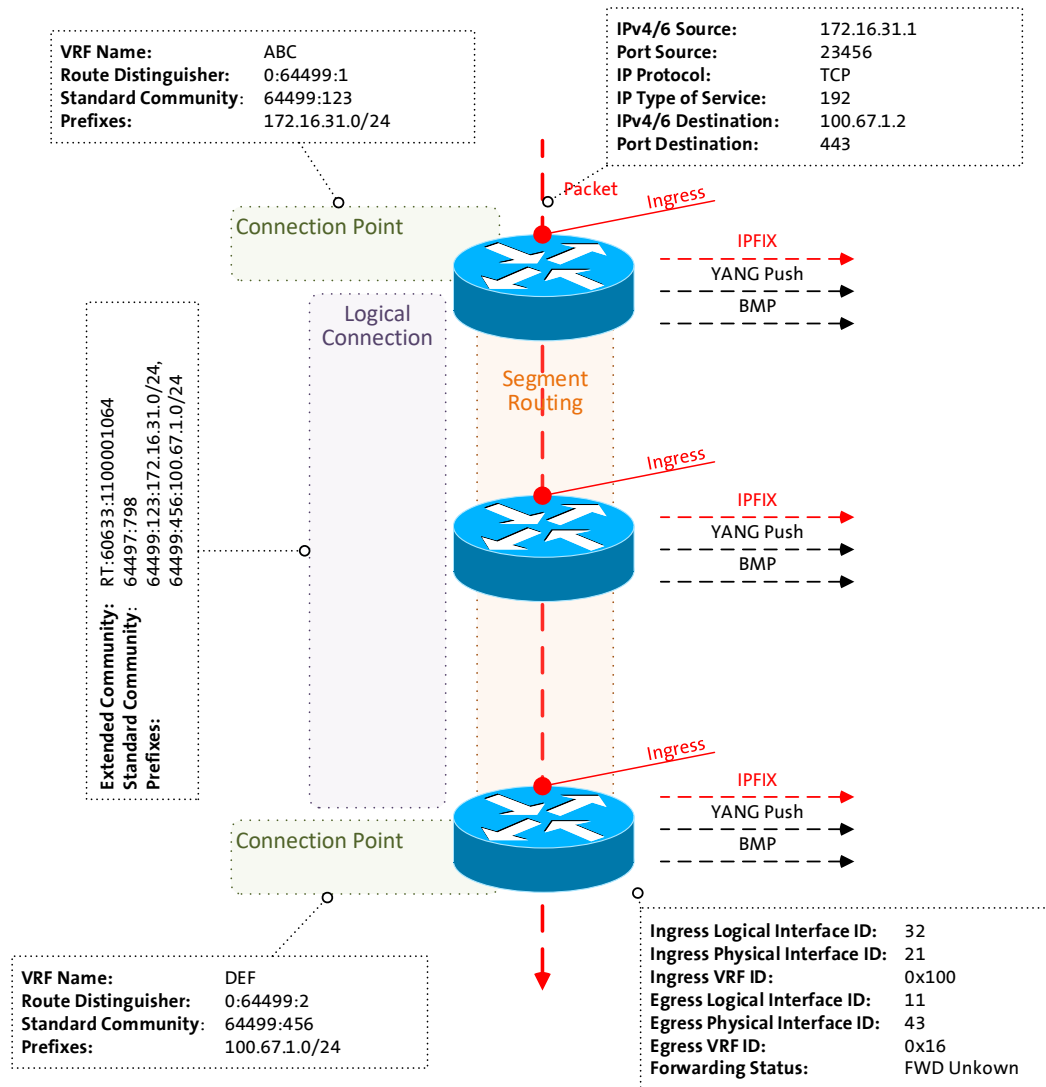 VRF Name: ABC
Route Distinguisher: 0:64499:1
Standard Community: 64499:123
Prefixes: 172.16.31.0/24
IPv4/6 Source: 172.16.31.1
Port Source: 23456
IP Protocol: TCP
IP Type of Service: 192
IPv4/6 Destination: 100.67.1.2
Port Destination: 443
Packet
Ingress
Connection Point
IPFIX
YANG Push
BMP
Logical
Connection
Segment
Routing
Extended Community: RT:60633:1100001064
Standard Community: 64497:798
Prefixes: 64499:123:172.16.31.0/24,
64499:456:100.67.1.0/24
Ingress
IPFIX
YANG Push
BMP
Ingress
IPFIX
YANG Push
BMP
Connection Point
VRF Name: DEF
Route Distinguisher: 0:64499:2
Standard Community: 64499:456
Prefixes: 100.67.1.0/24
Ingress Logical Interface ID: 32
Ingress Physical Interface ID: 21
Ingress VRF ID: 0x100
Egress Logical Interface ID: 11
Egress Physical Interface ID: 43
Egress VRF ID: 0x16
Forwarding Status: FWD Unkown